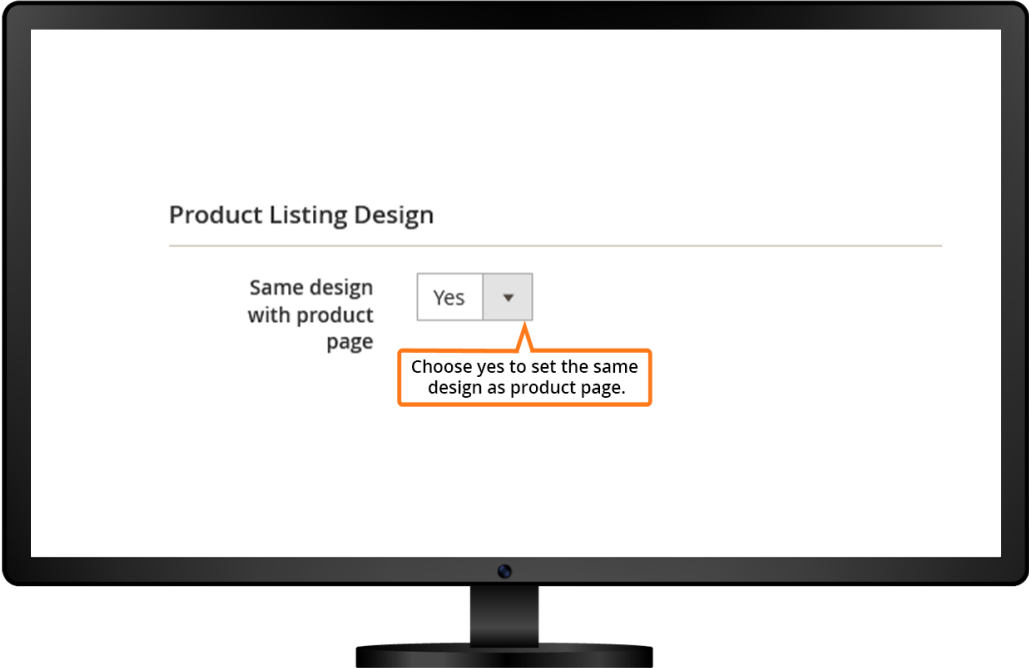 Product Listing Design
Same design
with product
page
Yes
Choose yes to set the same
design as product page.